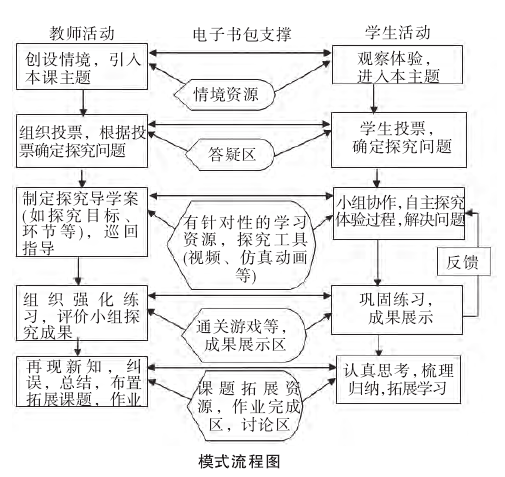 教师活动
电子书包支撑
学生活动
创设情境，引入
本课主题
观察体验，
进入本主题
情境资源
组织投票，根据投
票确定探究问题
学生投票，
确定探究问题
答疑区
制定探究导学案
(如探究目标、
环节等)，巡回
指导
小组协作，自主探究
体验过程，解决问题
有针对性的学习
资源，探究工具
(视频、仿真动画
等)
反馈
组织强化练
习，评价小组探
究成果
巩固练习，
成果展示
通关游戏等，
成果展示区
再现新知，纠
误，总结，布置
拓展课题，作业
认真思考，梳理
归纳，拓展学习
课题拓展资
源，作业完成
区，讨论区
模式流程图